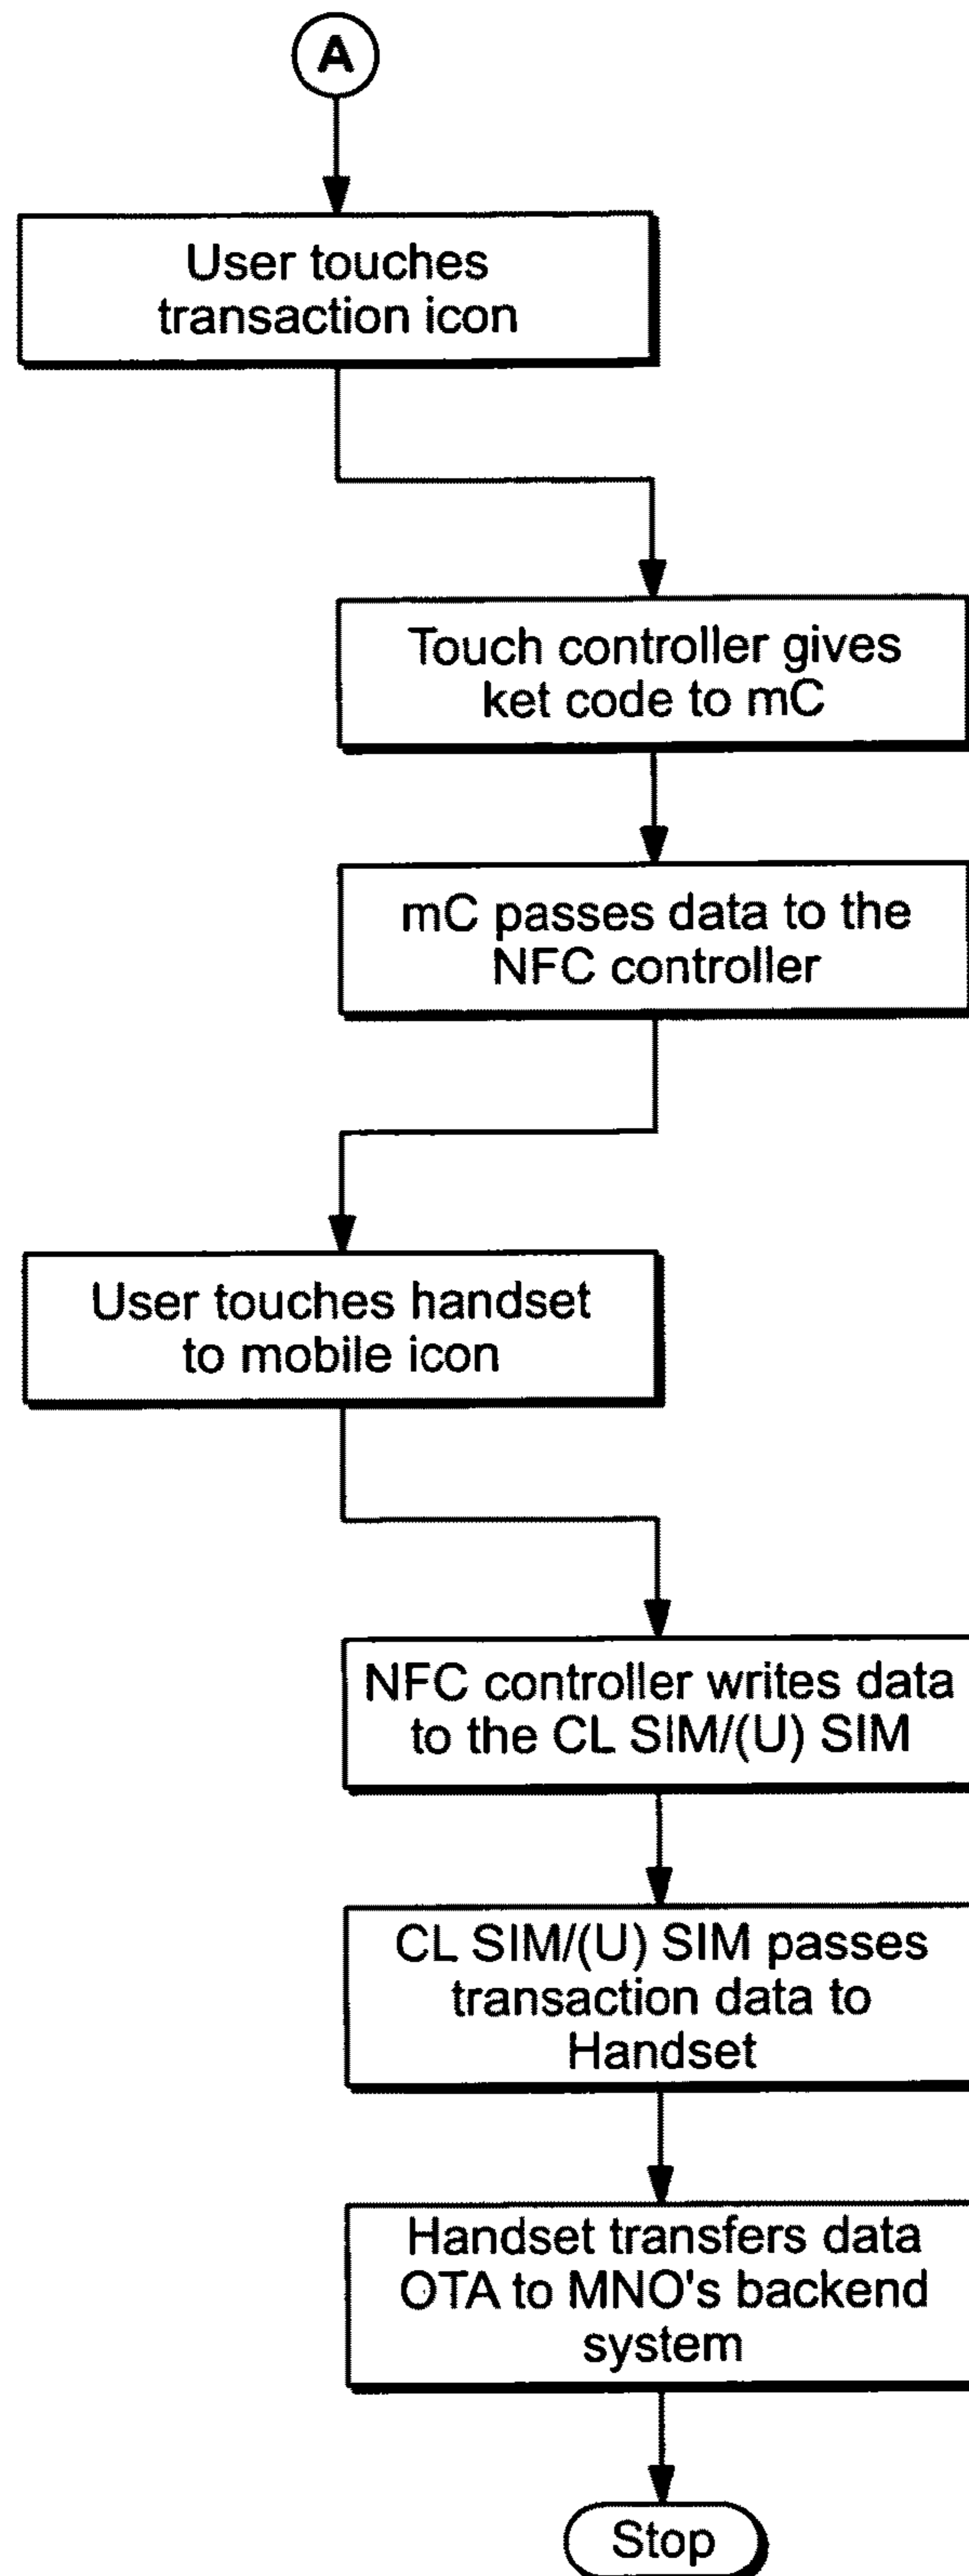 A
User touches
transaction icon
Touch controller gives
ket code to mC
mC passes data to the
NFC controller
User touches handset
to mobile icon
NFC controller writes data
to the CL SIM/(U) SIM
CL SIM/(U) SIM passes
transaction data to
Handset
Handset transfers data
OTA to MNO's backend
system
Stop